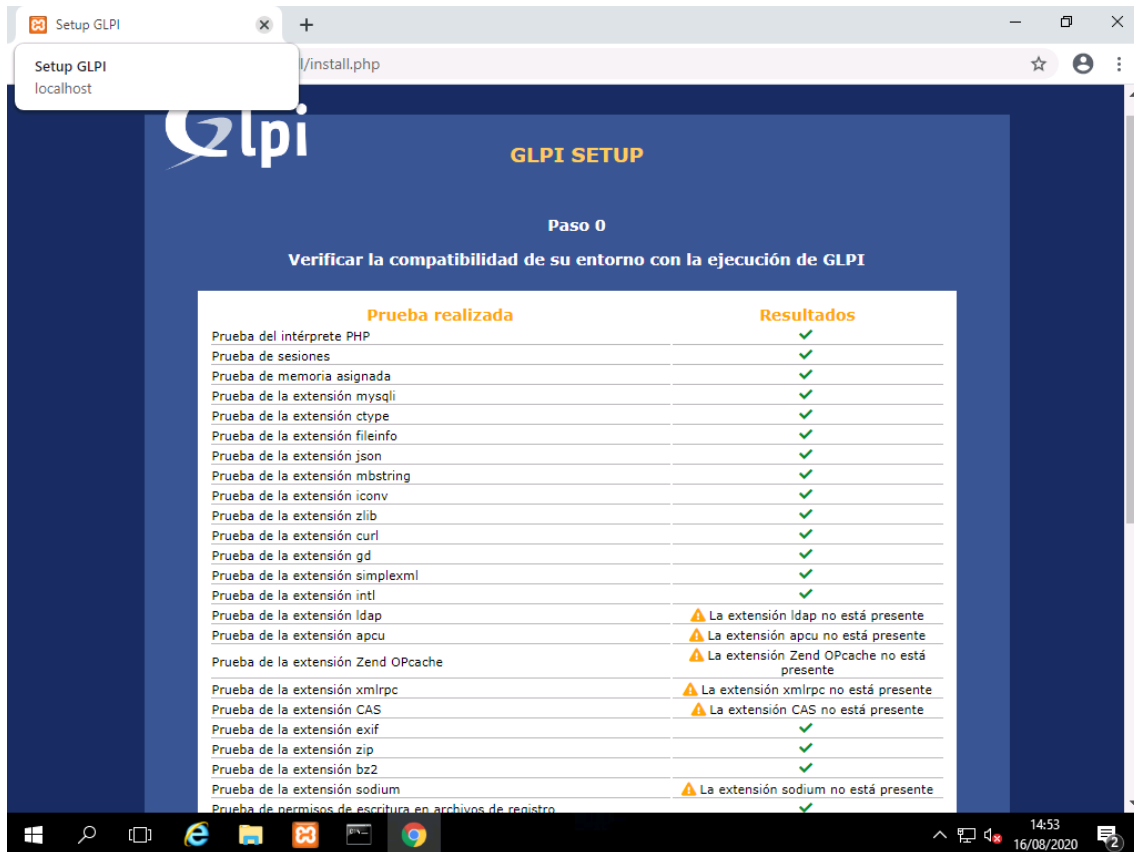 Setup GLPI
Setup GLPI
localhost
l/install.php
Glpi
GLPI SETUP
Paso 0
Verificar la compatibilidad de su entorno con la ejecución de GLPI
Prueba realizada Resultados
Prueba del intérprete PHP
Prueba de sesiones
Prueba de memoria asignada
Prueba de la extensión mysqli
Prueba de la extensión ctype
Prueba de la extensión fileinfo
Prueba de la extensión json
Prueba de la extensión mbstring
Prueba de la extensión iconv
Prueba de la extensión zlib
Prueba de la extensión curl
Prueba de la extensión gd
Prueba de la extensión simplexml
Prueba de la extensión intl
Prueba de la extensión ldap La extensión ldap no está presente
Prueba de la extensión apcu La extensión apcu no está presente
Prueba de la extensión Zend OPcache La extensión Zend OPcache no está
presente
Prueba de la extensión xmlrpc La extensión xmlrpc no está presente
Prueba de la extensión CAS La extensión CAS no está presente
Prueba de la extensión exif
Prueba de la extensión zip
Prueba de la extensión bz2
Prueba de la extensión sodium La extensión sodium no está presente
Prueba de permisos de escritura en archivos de registro
14:53
16/08/2020
2